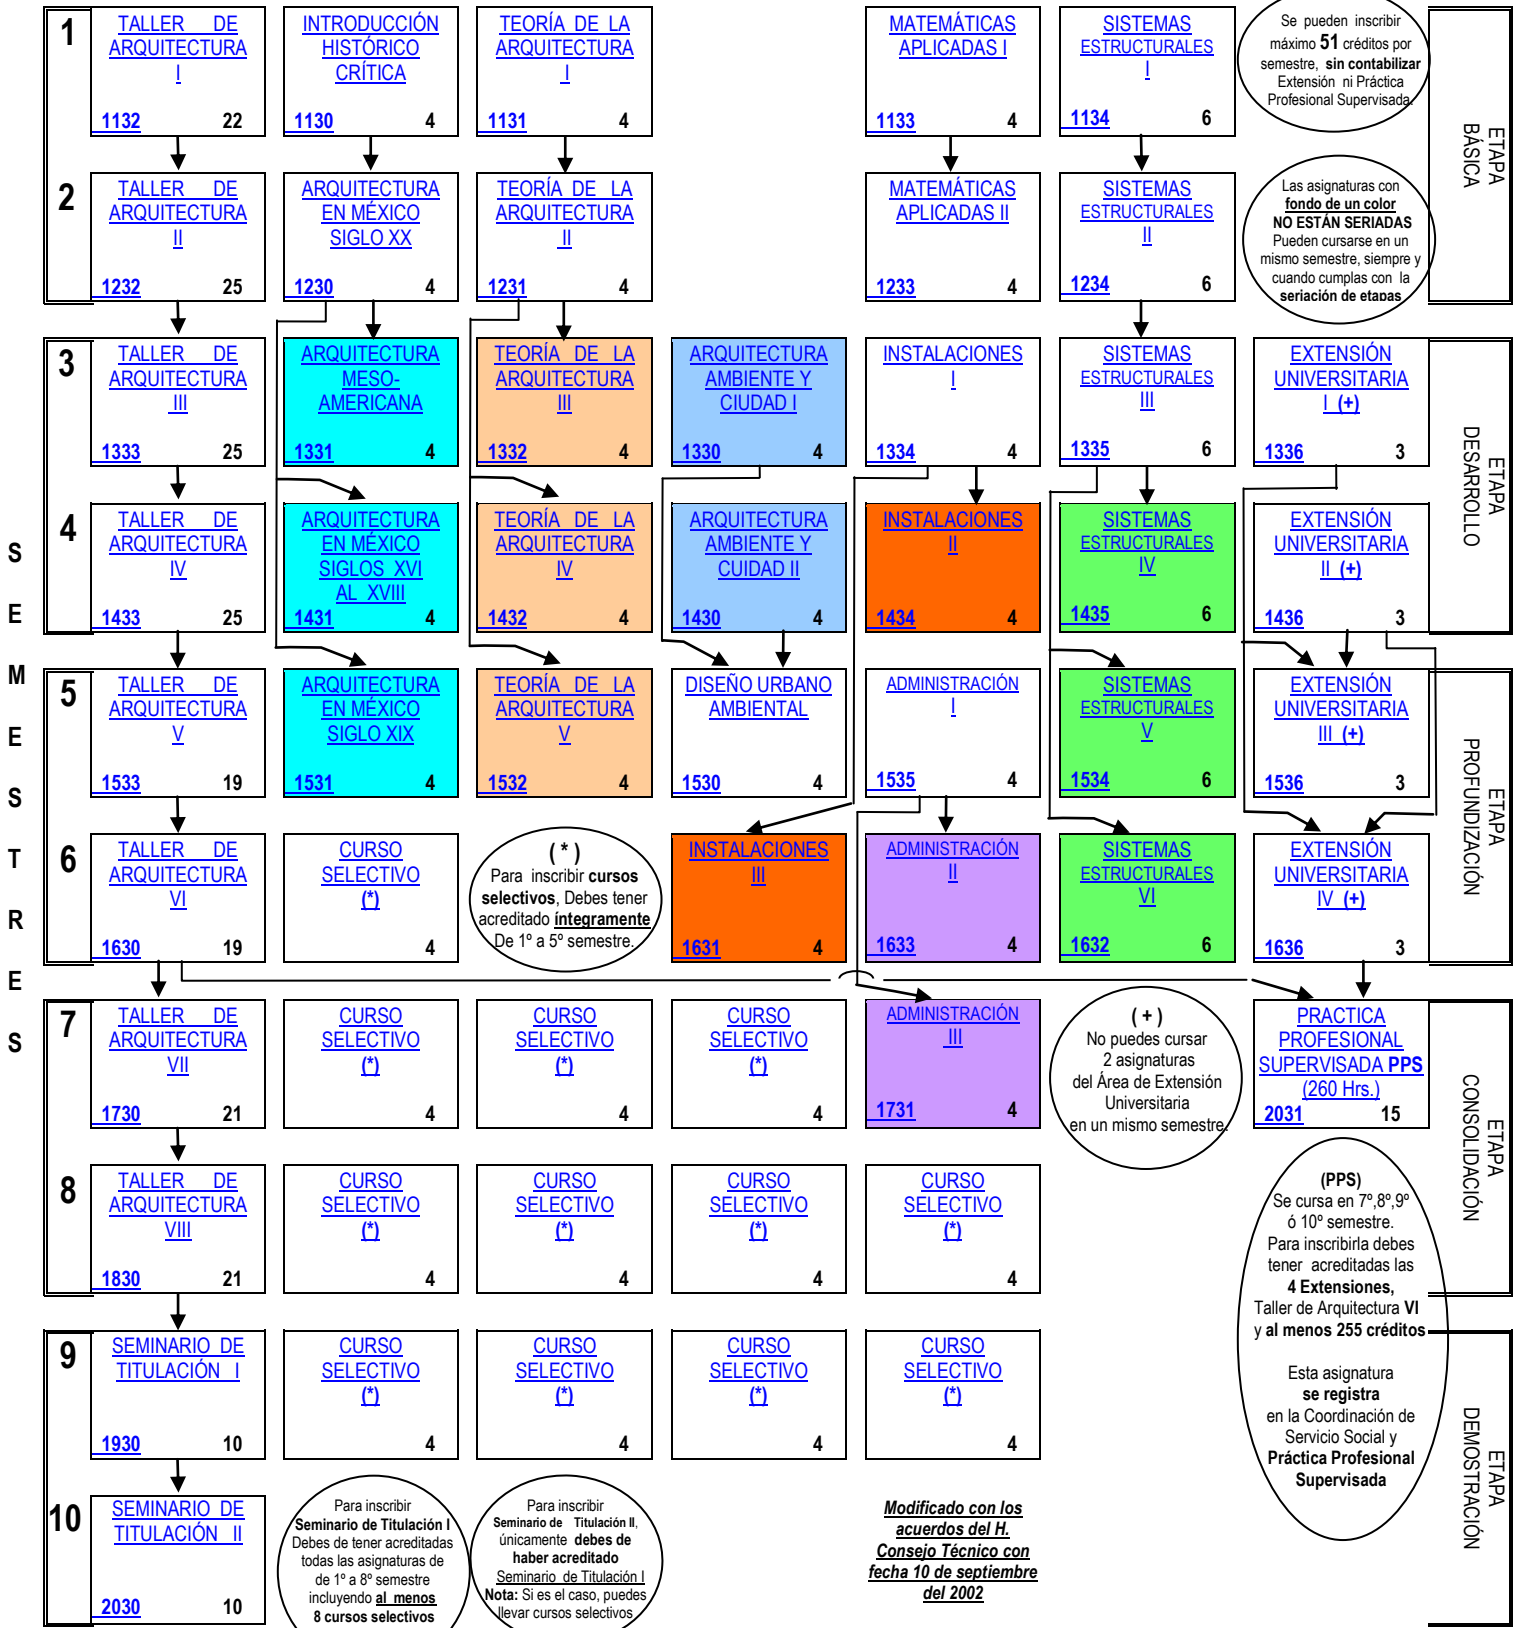 1
TALLER DE
ARQUITECTURA
I
1132 22
INTRODUCCIÓN
HISTÓRICO
CRÍTICA
1130 4
TEORÍA DE LA
ARQUITECTURA
I
1131 4
MATEMÁTICAS
APLICADAS I
1133 4
SISTEMAS
ESTRUCTURALES
I
1134 6
Se pueden inscribir
máximo 51 créditos por
semestre, sin contabilizar
Extensión ni Práctica
Profesional Supervisada.
ETAPA
BÁSICA
2
TALLER DE
ARQUITECTURA
II
1232 25
ARQUITECTURA
EN MÉXICO
SIGLO XX
1230 4
TEORÍA DE LA
ARQUITECTURA
II
1231 4
MATEMÁTICAS
APLICADAS II
1233 4
SISTEMAS
ESTRUCTURALES
II
1234 6
Las asignaturas con
fondo de un color
NO ESTÁN SERIADAS
Pueden cursarse en un
mismo semestre, siempre y
cuando cumplas con la
seriación de etapas
3
TALLER DE
ARQUITECTURA
III
1333 25
ARQUITECTURA
MESO-
AMERICANA
1331 4
TEORÍA DE LA
ARQUITECTURA
III
1332 4
ARQUITECTURA
AMBIENTE Y
CIUDAD I
1330 4
INSTALACIONES
I
1334 4
SISTEMAS
ESTRUCTURALES
III
1335 6
EXTENSIÓN
UNIVERSITARIA
I (+)
1336 3
ETAPA
DESARROLLO
4
TALLER DE
ARQUITECTURA
IV
1433 25
ARQUITECTURA
EN MÉXICO
SIGLOS XVI
AL XVIII
1431 4
TEORÍA DE LA
ARQUITECTURA
IV
1432 4
ARQUITECTURA
AMBIENTE Y
CUIDAD II
1430 4
INSTALACIONES
II
1434 4
SISTEMAS
ESTRUCTURALES
IV
1435 6
EXTENSIÓN
UNIVERSITARIA
II (+)
1436 3
S
E
M
E
S
T
R
E
S
5
TALLER DE
ARQUITECTURA
V
1533 19
ARQUITECTURA
EN MÉXICO
SIGLO XIX
1531 4
TEORÍA DE LA
ARQUITECTURA
V
1532 4
DISEÑO URBANO
AMBIENTAL
1530 4
ADMINISTRACIÓN
I
1535 4
SISTEMAS
ESTRUCTURALES
V
1534 6
EXTENSIÓN
UNIVERSITARIA
III (+)
1536 3
ETAPA
PROFUNDIZACIÓN
6
TALLER DE
ARQUITECTURA
VI
1630 19
CURSO
SELECTIVO
(*)
4
( * )
Para inscribir cursos
selectivos, Debes tener
acreditado íntegramente
De 1º a 5º semestre.
INSTALACIONES
III
1631 4
ADMINISTRACIÓN
II
1633 4
SISTEMAS
ESTRUCTURALES
VI
1632 6
EXTENSIÓN
UNIVERSITARIA
IV (+)
1636 3
7
TALLER DE
ARQUITECTURA
VII
1730 21
CURSO
SELECTIVO
(*)
4
CURSO
SELECTIVO
(*)
4
CURSO
SELECTIVO
(*)
4
ADMINISTRACIÓN
III
1731 4
( + )
No puedes cursar
2 asignaturas
del Área de Extensión
Universitaria
en un mismo semestre.
PRACTICA
PROFESIONAL
SUPERVISADA PPS
(260 Hrs.)
2031 15
ETAPA
CONSOLIDACIÓN
8
TALLER DE
ARQUITECTURA
VIII
1830 21
CURSO
SELECTIVO
(*)
4
CURSO
SELECTIVO
(*)
4
CURSO
SELECTIVO
(*)
4
CURSO
SELECTIVO
(*)
4
(PPS)
Se cursa en 7º,8º,9º
ó 10º semestre.
Para inscribirla debes
tener acreditadas las
4 Extensiones,
Taller de Arquitectura VI
y al menos 255 créditos
Esta asignatura
se registra
en la Coordinación de
Servicio Social y
Práctica Profesional
Supervisada
9
SEMINARIO DE
TITULACIÓN I
1930 10
CURSO
SELECTIVO
(*)
4
CURSO
SELECTIVO
(*)
4
CURSO
SELECTIVO
(*)
4
CURSO
SELECTIVO
(*)
4
ETAPA
DEMOSTRACIÓN
10
SEMINARIO DE
TITULACIÓN II
2030 10
Para inscribir
Seminario de Titulación I
Debes de tener acreditadas
todas las asignaturas de
de 1º a 8º semestre
incluyendo al menos
8 cursos selectivos
Para inscribir
Seminario de Titulación II,
únicamente debes de
haber acreditado
Seminario de Titulación I
Nota: Si es el caso, puedes
llevar cursos selectivos
Modificado con los
acuerdos del H.
Consejo Técnico con
fecha 10 de septiembre
del 2002